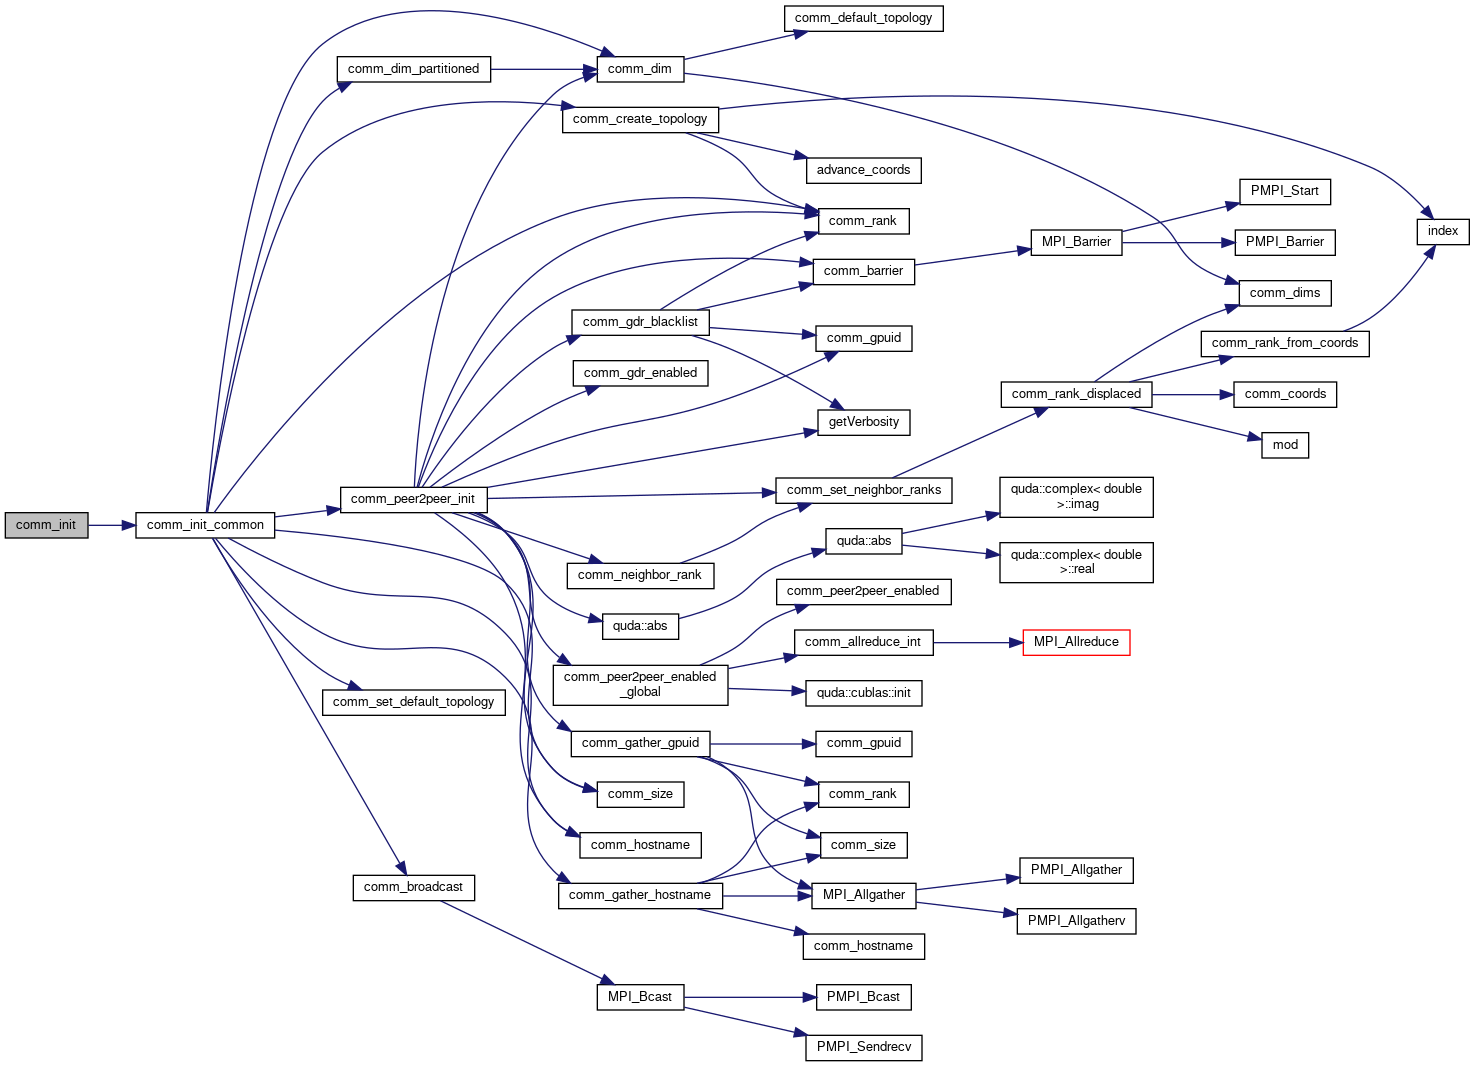 comm_init
comm_init_common
comm_dim_partitioned
comm_peer2peer_init
comm_set_default_topology
comm_broadcast
comm_dim
comm_create_topology
comm_gdr_blacklist
comm_gdr_enabled
comm_neighbor_rank
quda::abs
comm_peer2peer_enabled
_global
comm_gather_gpuid
comm_size
comm_hostname
comm_gather_hostname
MPI_Bcast
comm_default_topology
advance_coords
comm_rank
comm_barrier
comm_gpuid
getVerbosity
comm_set_neighbor_ranks
quda::abs
comm_peer2peer_enabled
comm_allreduce_int
quda::cublas::init
comm_gpuid
comm_rank
comm_size
MPI_Allgather
comm_hostname
PMPI_Bcast
PMPI_Sendrecv
MPI_Barrier
comm_rank_displaced
quda::complex< double
>::imag
quda::complex< double
>::real
MPI_Allreduce
PMPI_Allgather
PMPI_Allgatherv
PMPI_Start
PMPI_Barrier
comm_dims
comm_rank_from_coords
comm_coords
mod
index